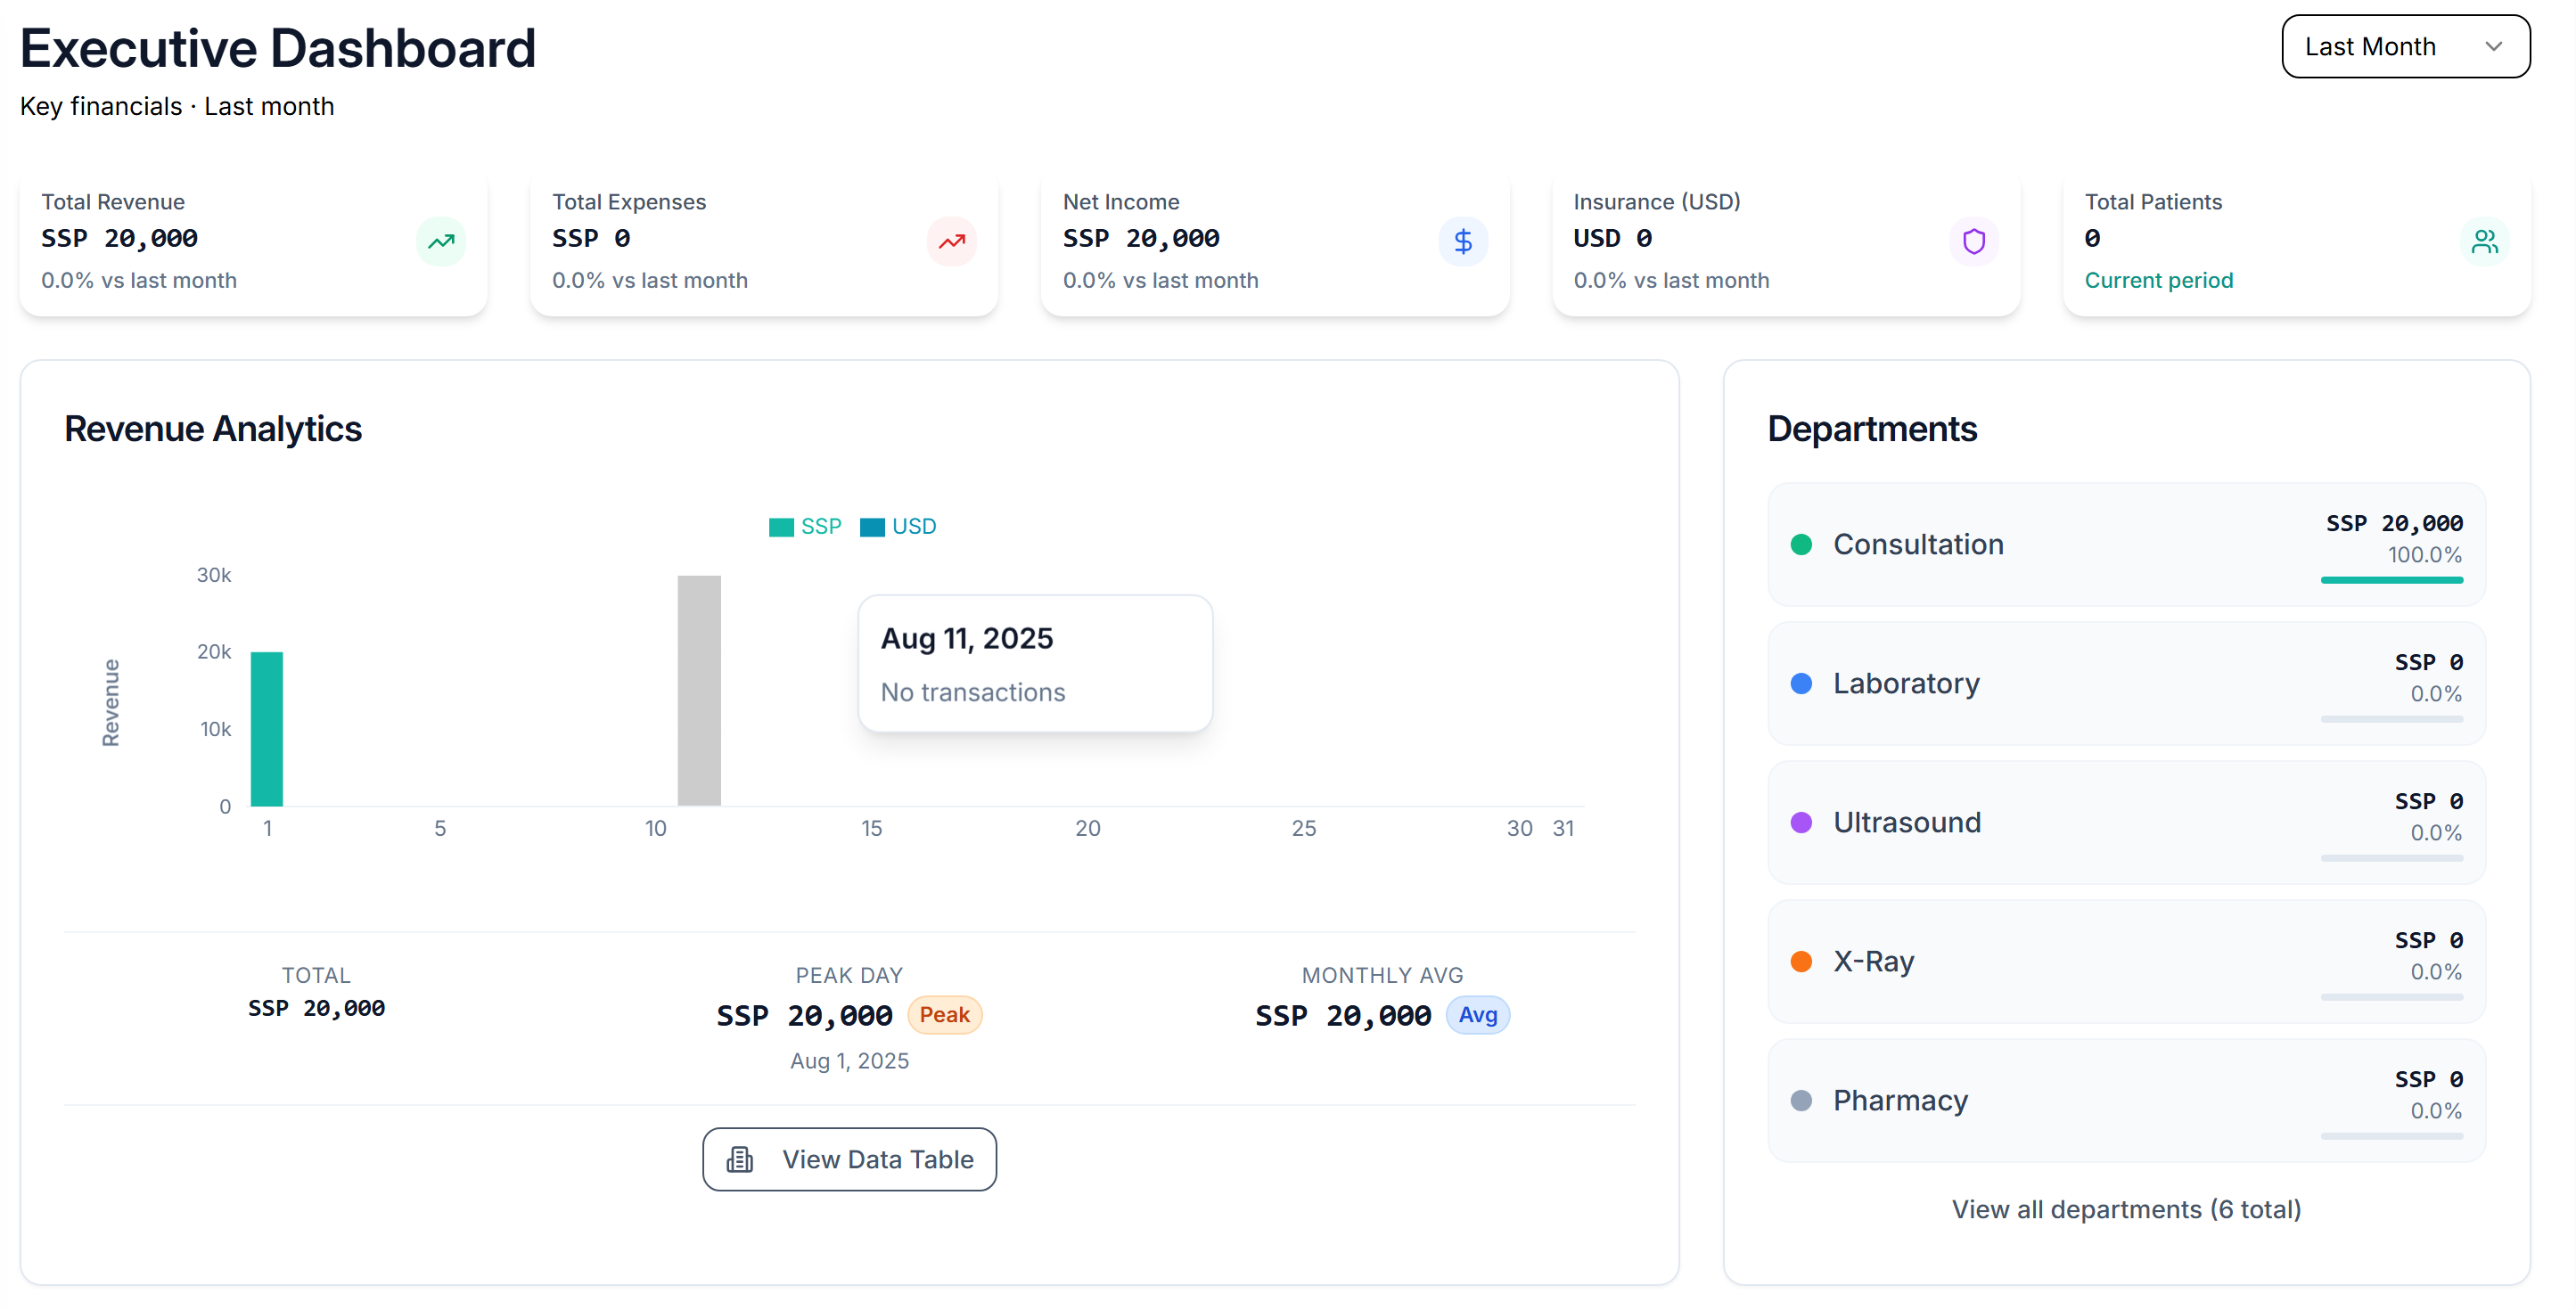 Executive Dashboard
Last Month
Key financials · Last month
Total Revenue
SSP 20,000
0.0% vs last month
Total Expenses
SSP 0
0.0% vs last month
Net Income
SSP 20,000
0.0% vs last month
Insurance (USD)
USD 0
0.0% vs last month
Total Patients
0
Current period
Revenue Analytics
SSP USD
30k
20k
10k
0
Revenue
1 5 10 15 20 25 30 31
Aug 11, 2025
No transactions
TOTAL
SSP 20,000
PEAK DAY
SSP 20,000 Peak
Aug 1, 2025
MONTHLY AVG
SSP 20,000 Avg
View Data Table
Departments
Consultation
SSP 20,000
100.0%
Laboratory
SSP 0
0.0%
Ultrasound
SSP 0
0.0%
X-Ray
SSP 0
0.0%
Pharmacy
SSP 0
0.0%
View all departments (6 total)